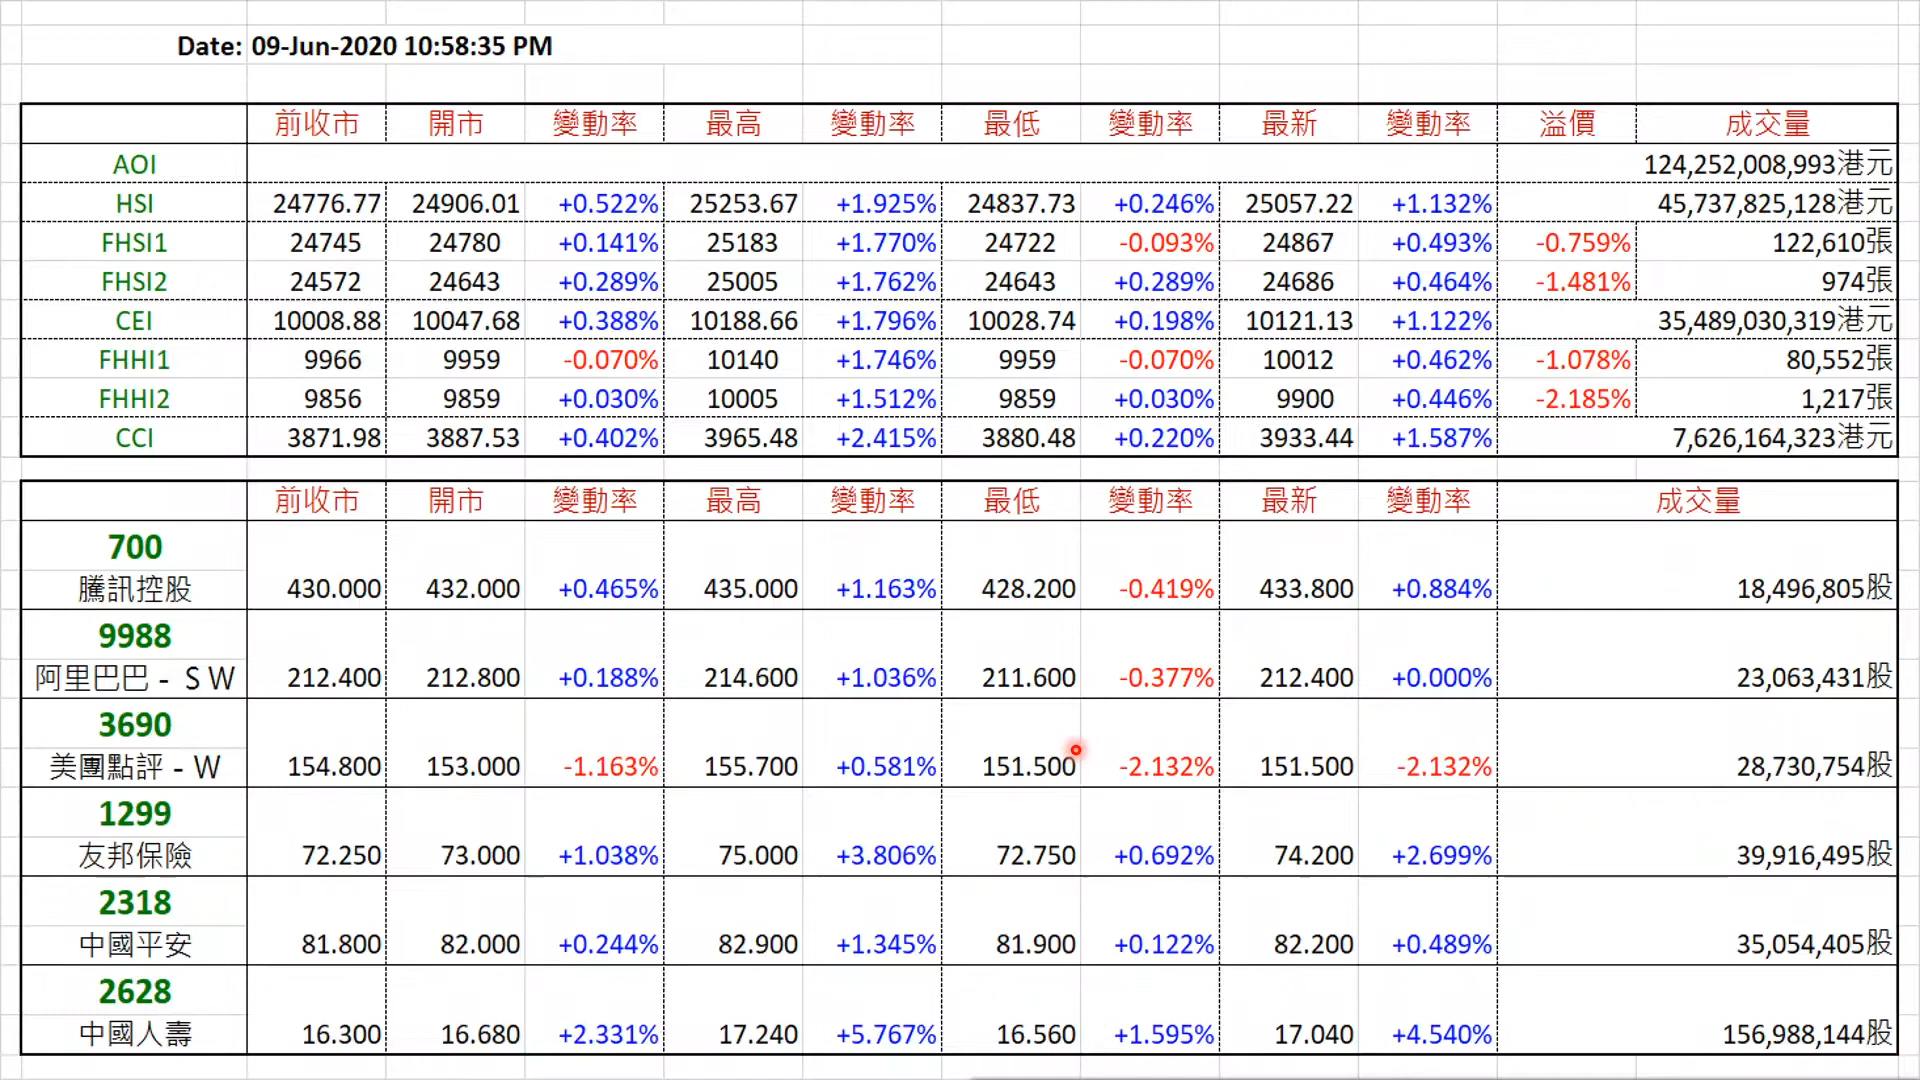 Date: 09-Jun-2020 10:58:35 PM
前收市 開市 變動率 最高 變動率 最低 變動率 最新 變動率 溢價 成交量
AOI 124,252,008,993港元
HSI 24776.77 24906.01 +0.522% 25253.67 +1.925% 24837.73 +0.246% 25057.22 +1.132% 45,737,825,128港元
FHSI1 24745 24780 +0.141% 25183 +1.770% 24722 -0.093% 24867 +0.493% -0.759% 122,610張
FHSI2 24572 24643 +0.289% 25005 +1.762% 24643 +0.289% 24686 +0.464% -1.481% 974張
CEI 10008.88 10047.68 +0.388% 10188.66 +1.796% 10028.74 +0.198% 10121.13 +1.122% 35,489,030,319港元
FHHI1 9966 9959 -0.070% 10140 +1.746% 9959 -0.070% 10012 +0.462% -1.078% 80,552張
FHHI2 9856 9859 +0.030% 10005 +1.512% 9859 +0.030% 9900 +0.446% -2.185% 1,217張
CCI 3871.98 3887.53 +0.402% 3965.48 +2.415% 3880.48 +0.220% 3933.44 +1.587% 7,626,164,323港元
前收市 開市 變動率 最高 變動率 最低 變動率 最新 變動率 成交量
700
騰訊控股 430.000 432.000 +0.465% 435.000 +1.163% 428.200 -0.419% 433.800 +0.884% 18,496,805股
9988
阿里巴巴－ＳＷ 212.400 212.800 +0.188% 214.600 +1.036% 211.600 -0.377% 212.400 +0.000% 23,063,431股
3690
美團點評－Ｗ 154.800 153.000 -1.163% 155.700 +0.581% 151.500 -2.132% 151.500 -2.132% 28,730,754股
1299
友邦保險 72.250 73.000 +1.038% 75.000 +3.806% 72.750 +0.692% 74.200 +2.699% 39,916,495股
2318
中國平安 81.800 82.000 +0.244% 82.900 +1.345% 81.900 +0.122% 82.200 +0.489% 35,054,405股
2628
中國人壽 16.300 16.680 +2.331% 17.240 +5.767% 16.560 +1.595% 17.040 +4.540% 156,988,144股